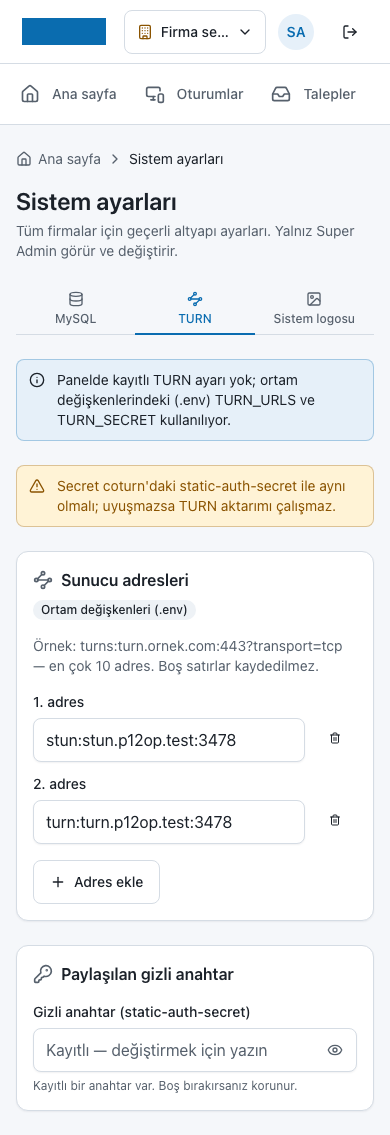 Firma se...
SA
Ana sayfa
Oturumlar
Talepler
Ana sayfa > Sistem ayarları
Sistem ayarları
Tüm firmalar için geçerli altyapı ayarları. Yalnız Super
Admin görür ve değiştirir.
MySQL
TURN
Sistem logosu
Panelde kayıtlı TURN ayarı yok; ortam
değişkenlerindeki (.env) TURN_URLS ve
TURN_SECRET kullanılıyor.
Secret coturn'daki static-auth-secret ile aynı
olmalı; uyuşmazsa TURN aktarımı çalışmaz.
Sunucu adresleri
Ortam değişkenleri (.env)
Örnek: turns:turn.ornek.com:443?transport=tcp
— en çok 10 adres. Boş satırlar kaydedilmez.
1. adres
stun:stun.p12op.test:3478
2. adres
turn:turn.p12op.test:3478
Adres ekle
Paylaşılan gizli anahtar
Gizli anahtar (static-auth-secret)
Kayıtlı — değiştirmek için yazın
Kayıtlı bir anahtar var. Boş bırakırsanız korunur.